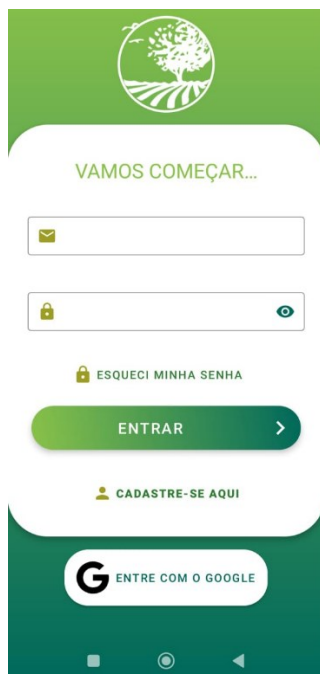 VAMOS COMEÇAR...
ESQUECI MINHA SENHA
ENTRAR
CADASTRE-SE AQUI
G ENTRE COM O GOOGLE